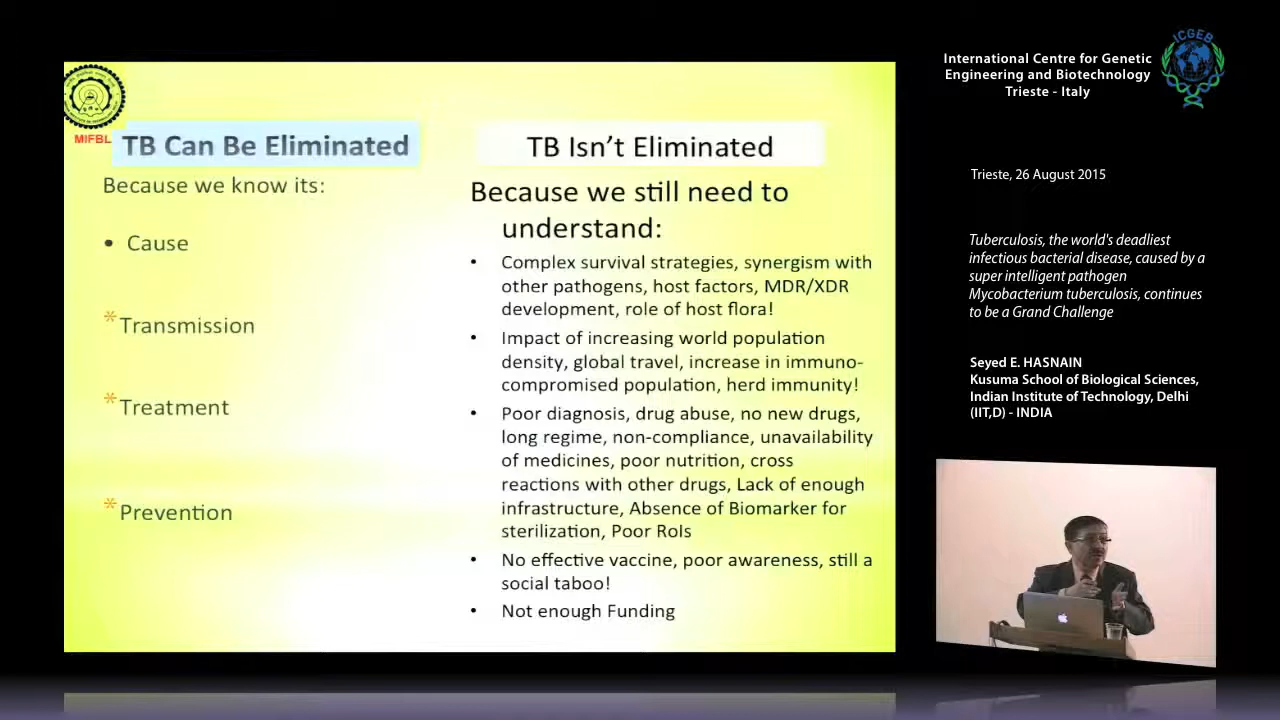 MIFBL
TB Can Be Eliminated
Because we know its:
• Cause
* Transmission
* Treatment
* Prevention
TB Isn't Eliminated
Because we still need to
understand:
• Complex survival strategies, synergism with
other pathogens, host factors, MDR/XDR
development, role of host flora!
• Impact of increasing world population
density, global travel, increase in immuno-
compromised population, herd immunity!
• Poor diagnosis, drug abuse, no new drugs,
long regime, non-compliance, unavailability
of medicines, poor nutrition, cross
reactions with other drugs, Lack of enough
infrastructure, Absence of Biomarker for
sterilization, Poor RoIs
• No effective vaccine, poor awareness, still a
social taboo!
• Not enough Funding
International Centre for Genetic
Engineering and Biotechnology
Trieste - Italy
ICGEB
Trieste, 26 August 2015
Tuberculosis, the world's deadliest
infectious bacterial disease, caused by a
super intelligent pathogen
Mycobacterium tuberculosis, continues
to be a Grand Challenge
Seyed E. HASNAIN
Kusuma School of Biological Sciences,
Indian Institute of Technology, Delhi
(IIT,D) - INDIA